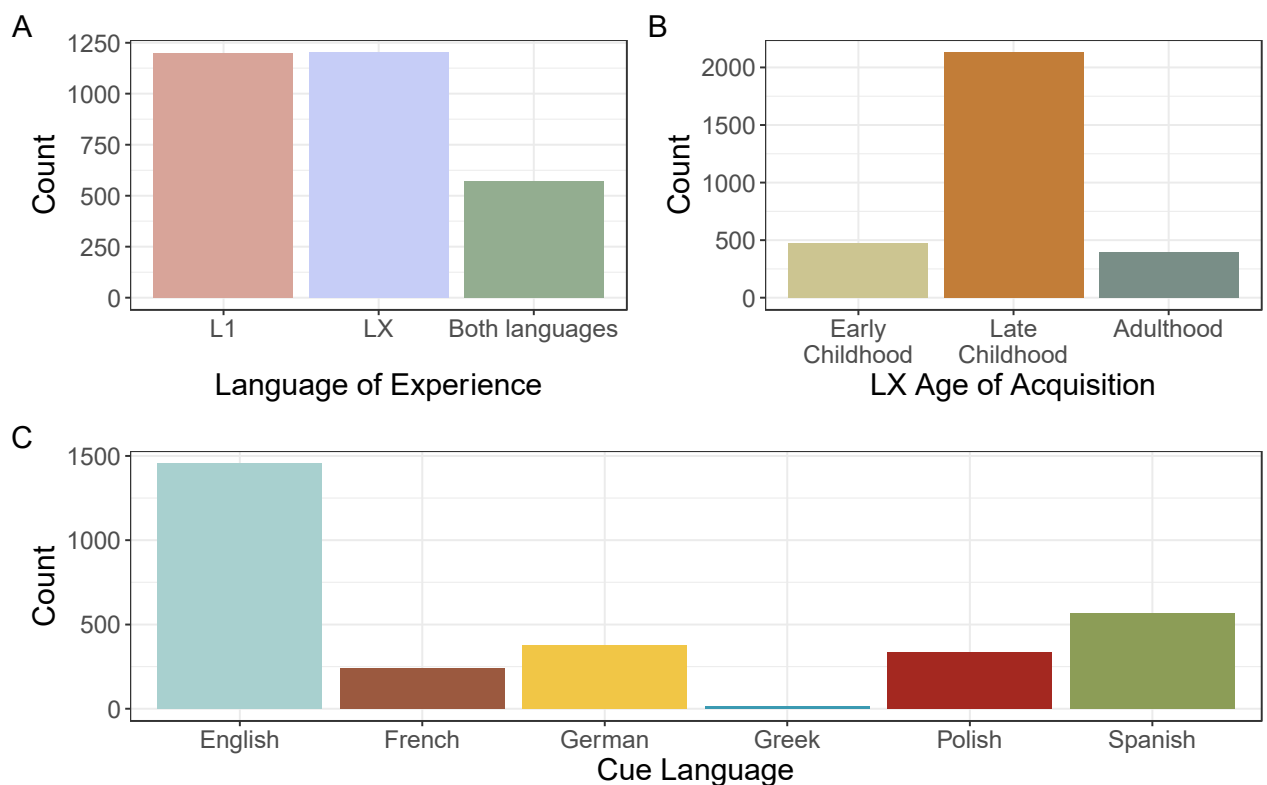 A
Count
1250
1000
750
500
250
0
L1 LX Both languages
Language of Experience
B
Count
2000
1500
1000
500
0
Early Childhood
Late Childhood
Adulthood
LX Age of Acquisition
C
Count
1500
1000
500
0
English French German Greek Polish Spanish
Cue Language